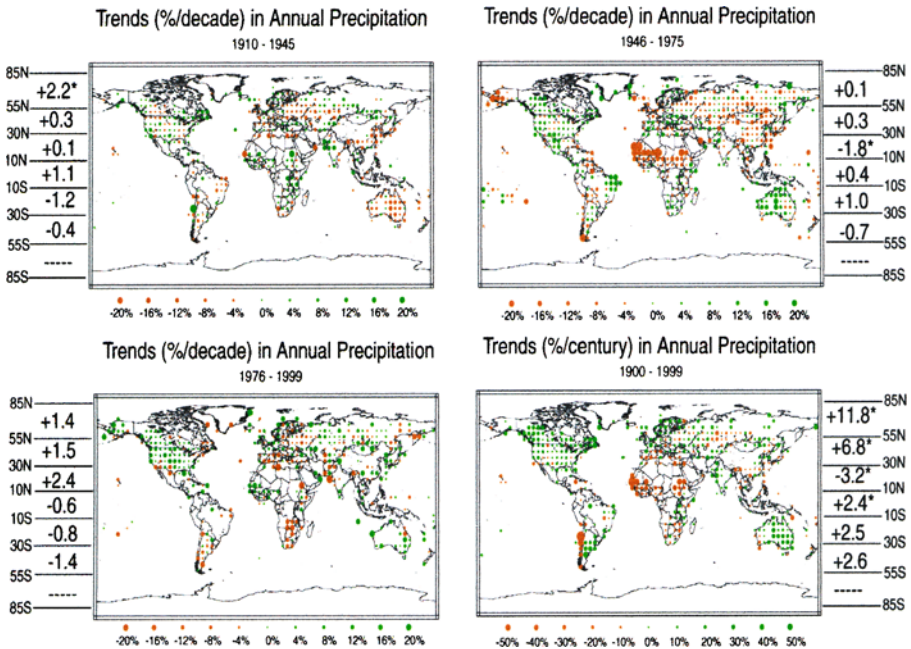 Trends (%/decade) in Annual Precipitation
1910 - 1945
85N
+2.2*
55N
+0.3
30N
+0.1
10N
+1.1
10S
-1.2
30S
-0.4
55S
-----
85S
-20% -16% -12% -8% -4% 0% 4% 8% 12% 16% 20%
Trends (%/decade) in Annual Precipitation
1946 - 1975
85N
+0.1
55N
+0.3
30N
-1.8*
10N
+0.4
10S
+1.0
30S
-0.7
55S
-----
85S
-20% -16% -12% -8% -4% 0% 4% 8% 12% 16% 20%
Trends (%/decade) in Annual Precipitation
1976 - 1999
85N
+1.4
55N
+1.5
30N
+2.4
10N
-0.6
10S
-0.8
30S
-1.4
55S
-----
85S
-20% -16% -12% -8% -4% 0% 4% 8% 12% 16% 20%
Trends (%/century) in Annual Precipitation
1900 - 1999
85N
+11.8*
55N
+6.8*
30N
-3.2*
10N
+2.4*
10S
+2.5
30S
+2.6
55S
-----
85S
-50% -40% -30% -20% -10% 0% 10% 20% 30% 40% 50%